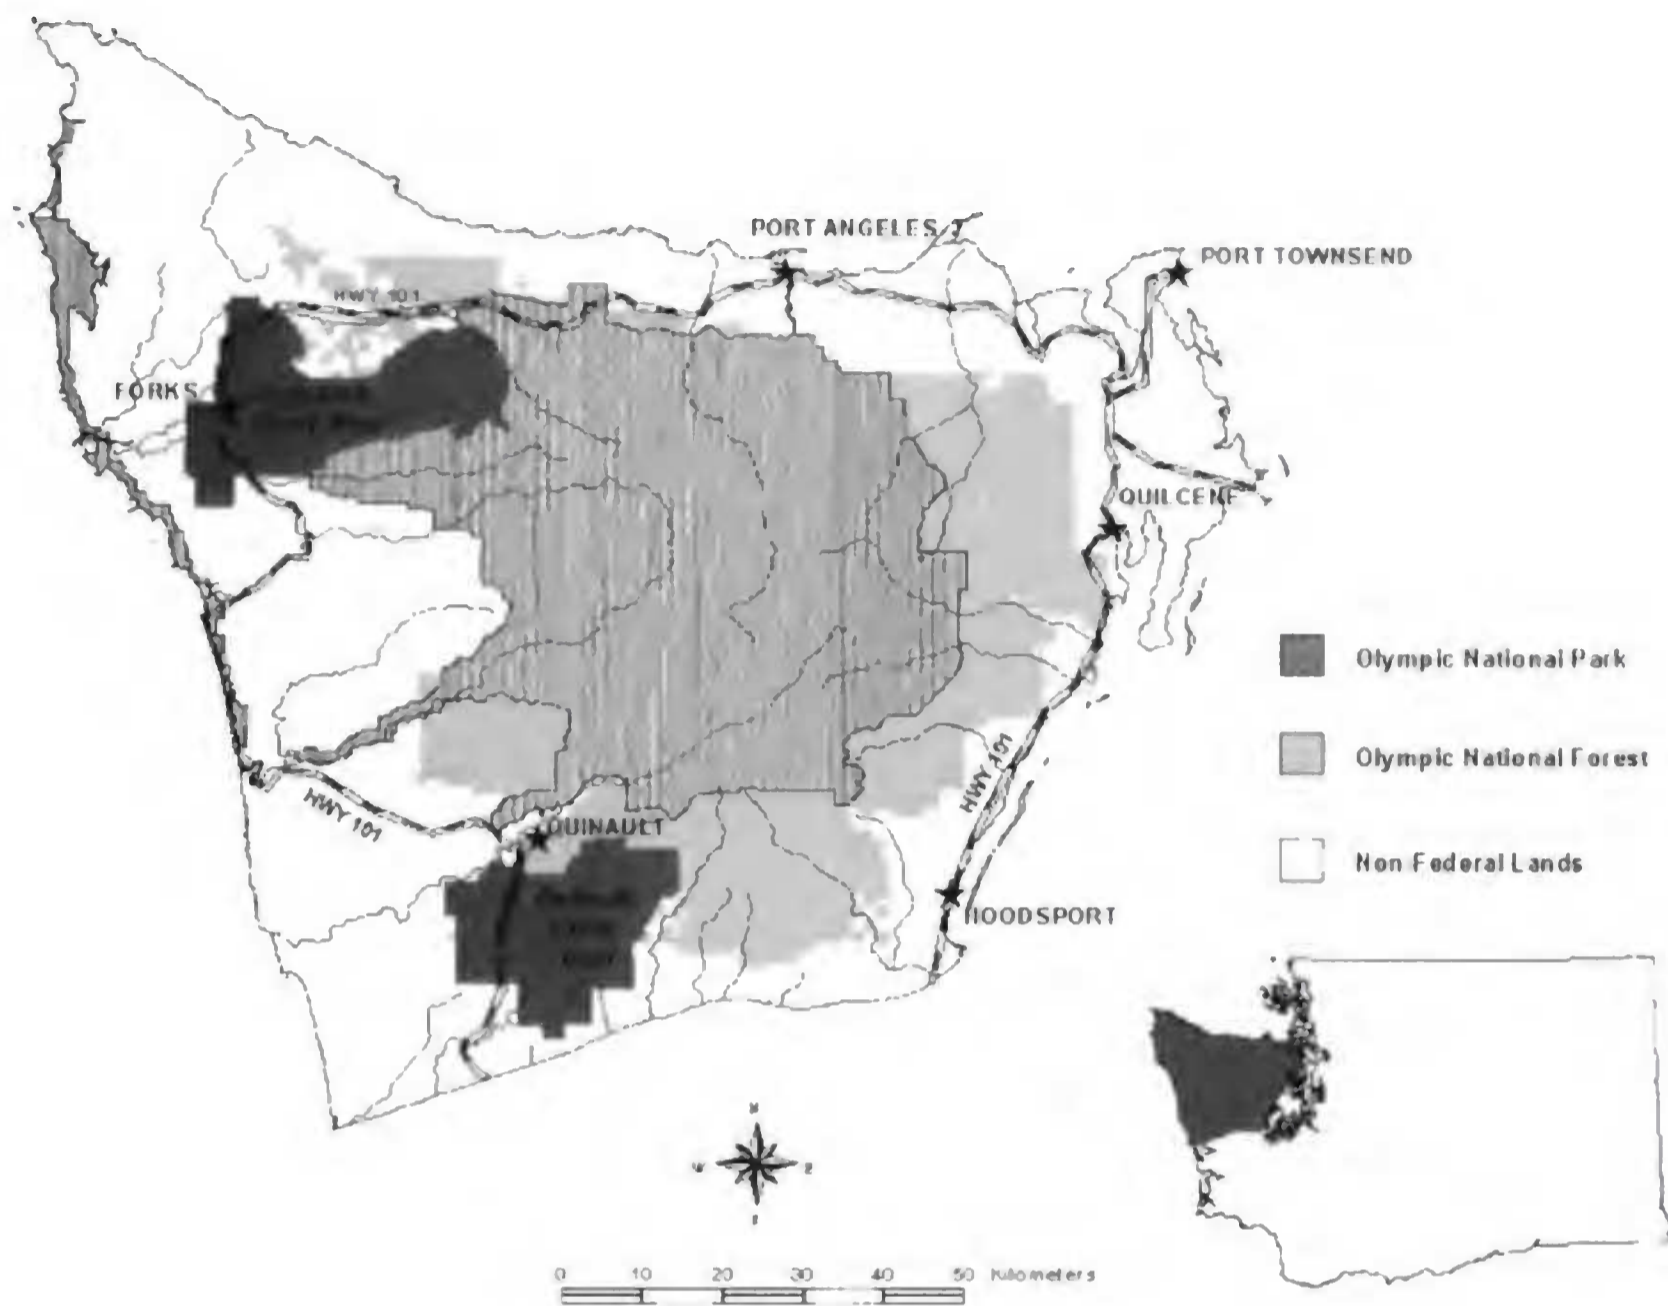 PORT ANGELES
PORT TOWNSEND
HWY 101
FORKS
QUILCENE
Olympic National Park
Olympic National Forest
HWY 101
HWY 101
QUINAULT
Non Federal Lands
HOODSPORT
N
W
E
S
0 10 20 30 40 50 Kilometers